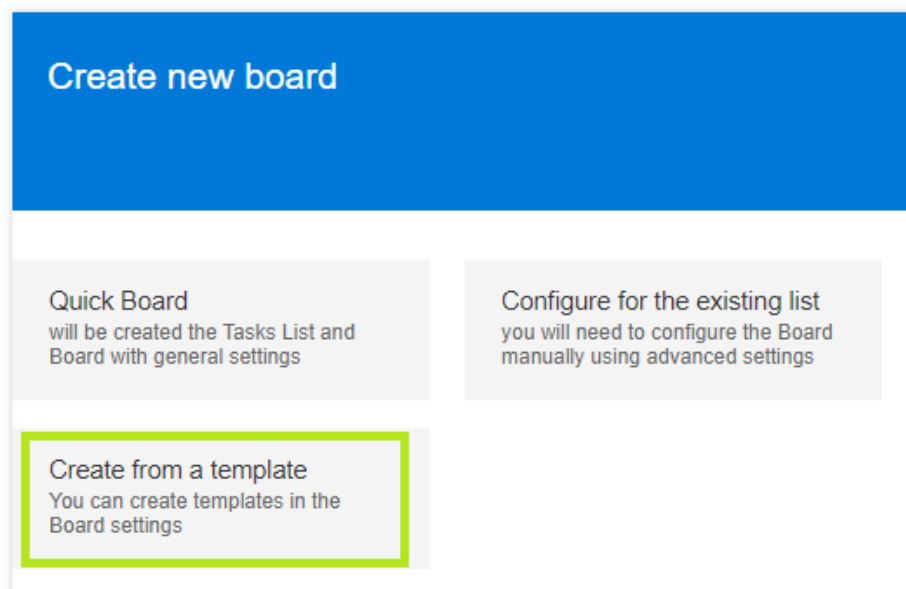 Create new board
Quick Board
will be created the Tasks List and
Board with general settings
Configure for the existing list
you will need to configure the Board
manually using advanced settings
Create from a template
You can create templates in the
Board settings